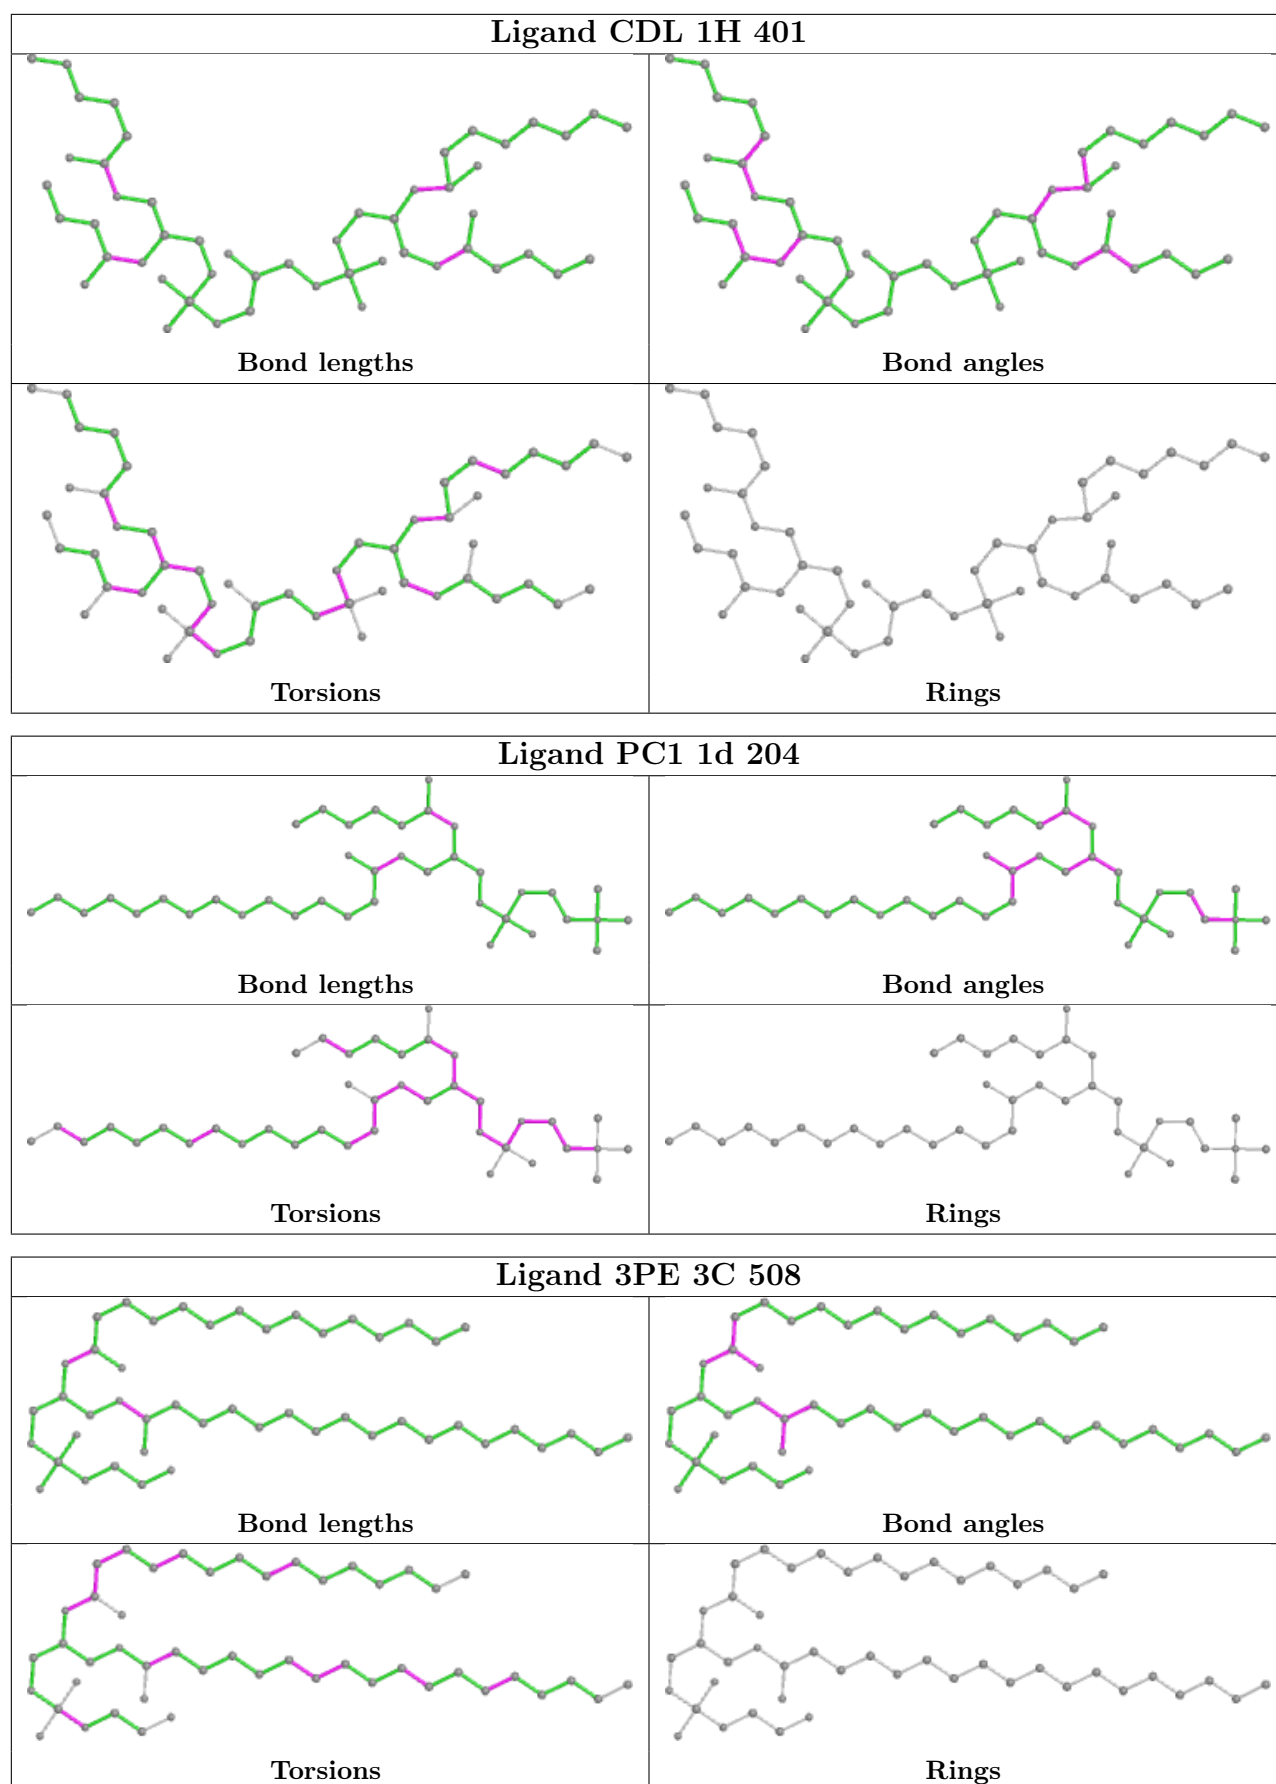 Ligand CDL 1H 401
Bond lengths
Bond angles
Torsions
Rings
Ligand PC1 1d 204
Bond lengths
Bond angles
Torsions
Rings
Ligand 3PE 3C 508
Bond lengths
Bond angles
Torsions
Rings